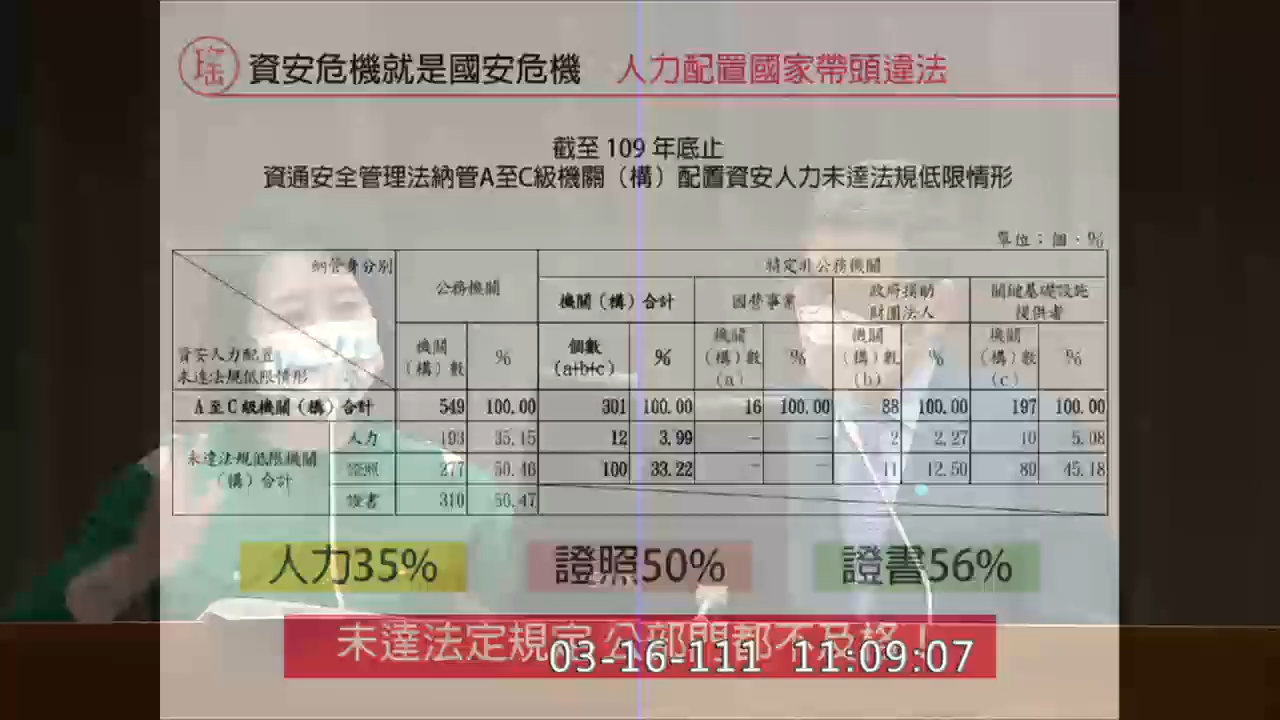 瑤 資安危機就是國安危機 人力配置國家帶頭違法
截至 109 年底止
資通安全管理法納管A至C級機關（構）配置資安人力未達法規低限情形
單位：個、%
納管身分別 公務機關 特定非公務機關
機關（構）合計 國營事業 政府捐助財團法人 關鍵基礎設施提供者
資安人力配置未達法規低限情形 機關（構）數 % 個數（a+b+c） % 機關（構）數（a） % 機關（構）數（b） % 機關（構）數（c） %
A至C級機關（構）合計 549 100.00 301 100.00 16 100.00 88 100.00 197 100.00
未達法規低限機關（構）合計 人力 193 35.15 12 3.99 — — 2 2.27 10 5.08
證照 277 50.46 100 33.22 — — 11 12.50 89 45.18
證書 310 56.47
人力35% 證照50% 證書56%
未達法定規定 公部門都不及格！
03-16-111 11:09:07